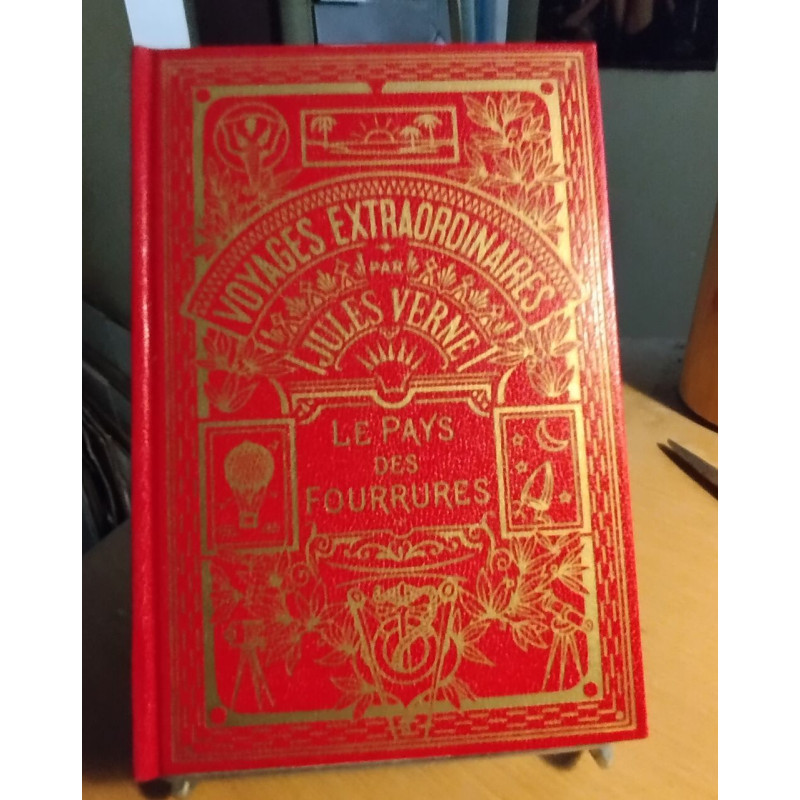 VOYAGES EXTRAORDINAIRES
PAR
JULES VERNE
LE PAYS
DES
FOURRURES